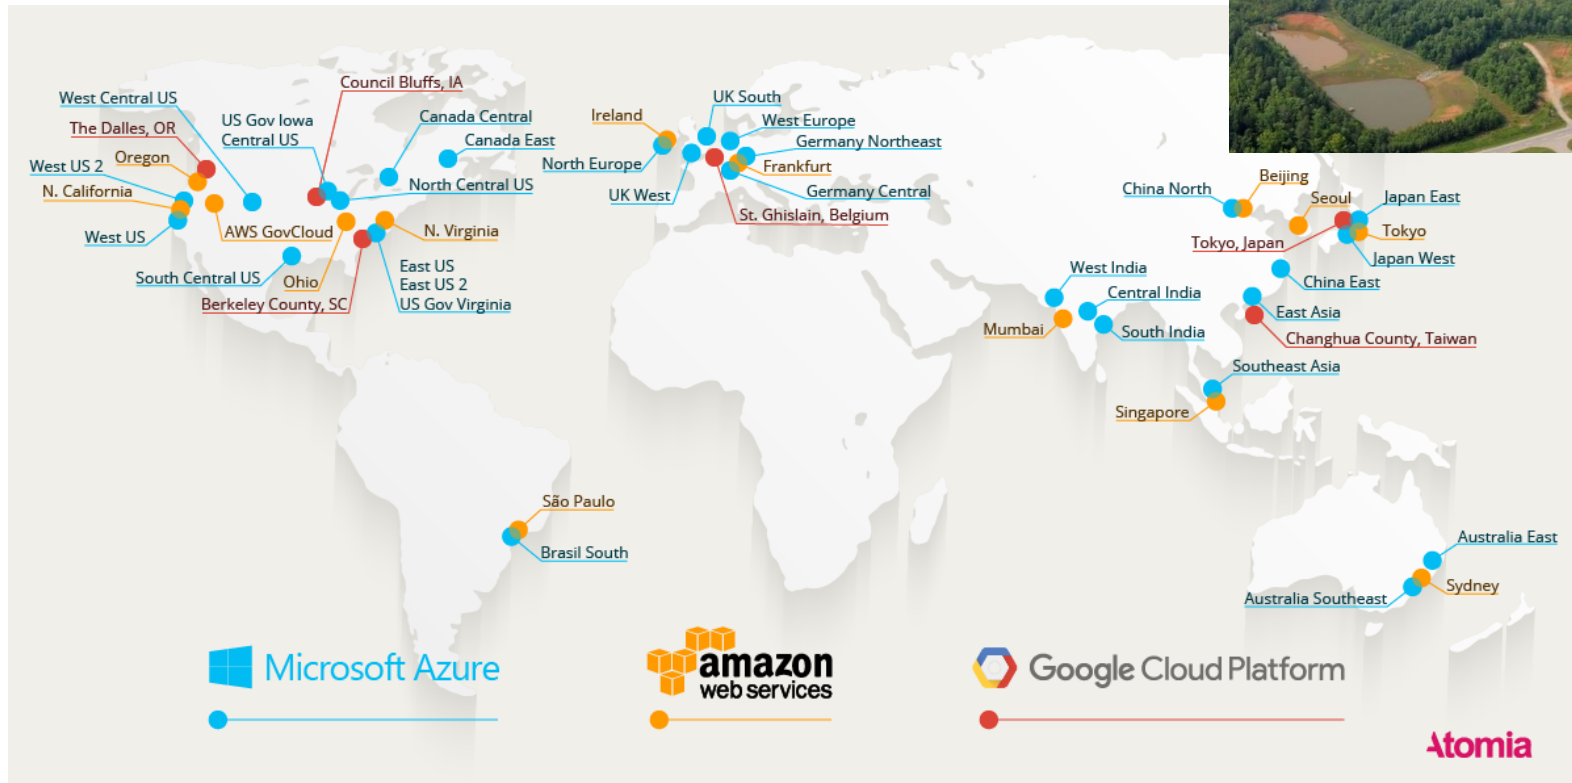 West Central US
The Dalles, OR
Oregon
West US 2
N. California
West US
AWS GovCloud
South Central US
Ohio
Berkeley County, SC
Council Bluffs, IA
US Gov Iowa
Central US
Canada Central
Canada East
North Central US
N. Virginia
East US
East US 2
US Gov Virginia
Ireland
North Europe
UK South
West Europe
Germany Northeast
Frankfurt
Germany Central
UK West
St. Ghislain, Belgium
China North
Beijing
Seoul
Japan East
Tokyo, Japan
Tokyo
Japan West
West India
Central India
China East
Mumbai
South India
East Asia
Changhua County, Taiwan
Southeast Asia
Singapore
São Paulo
Brasil South
Australia East
Sydney
Australia Southeast
Microsoft Azure
amazon
web services
Google Cloud Platform
Atomia